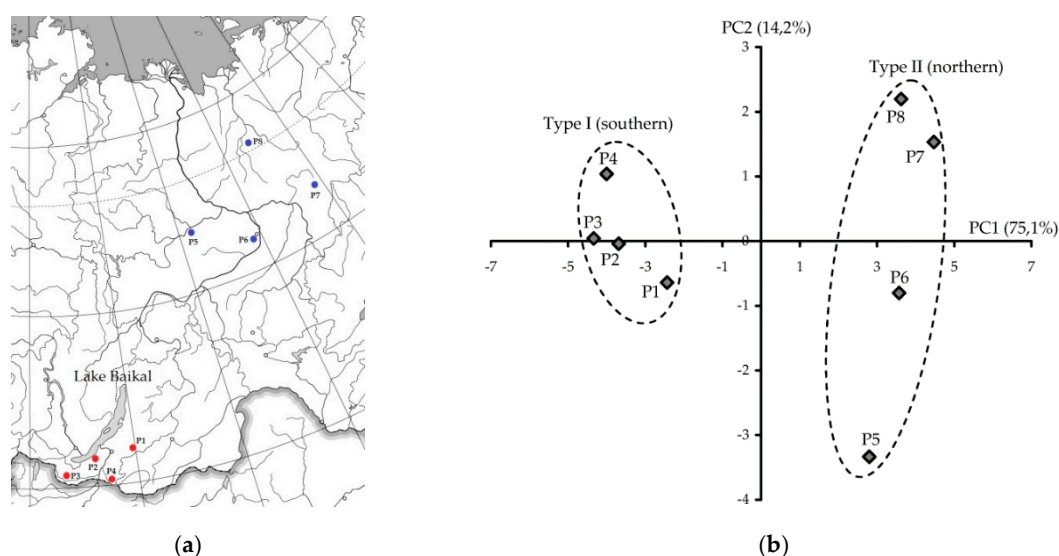 P8
P7
P5
P6
Lake Baikal
P1
P2
P3
P4
(a)
PC2 (14,2%)
3
Type II (northern)
2
P8
Type I (southern)
P7
P4
1
P3
PC1 (75,1%)
0
-7
-5
-3
-1
1
3
5
7
P2
P6
P1
-1
-2
-3
P5
-4
(b)